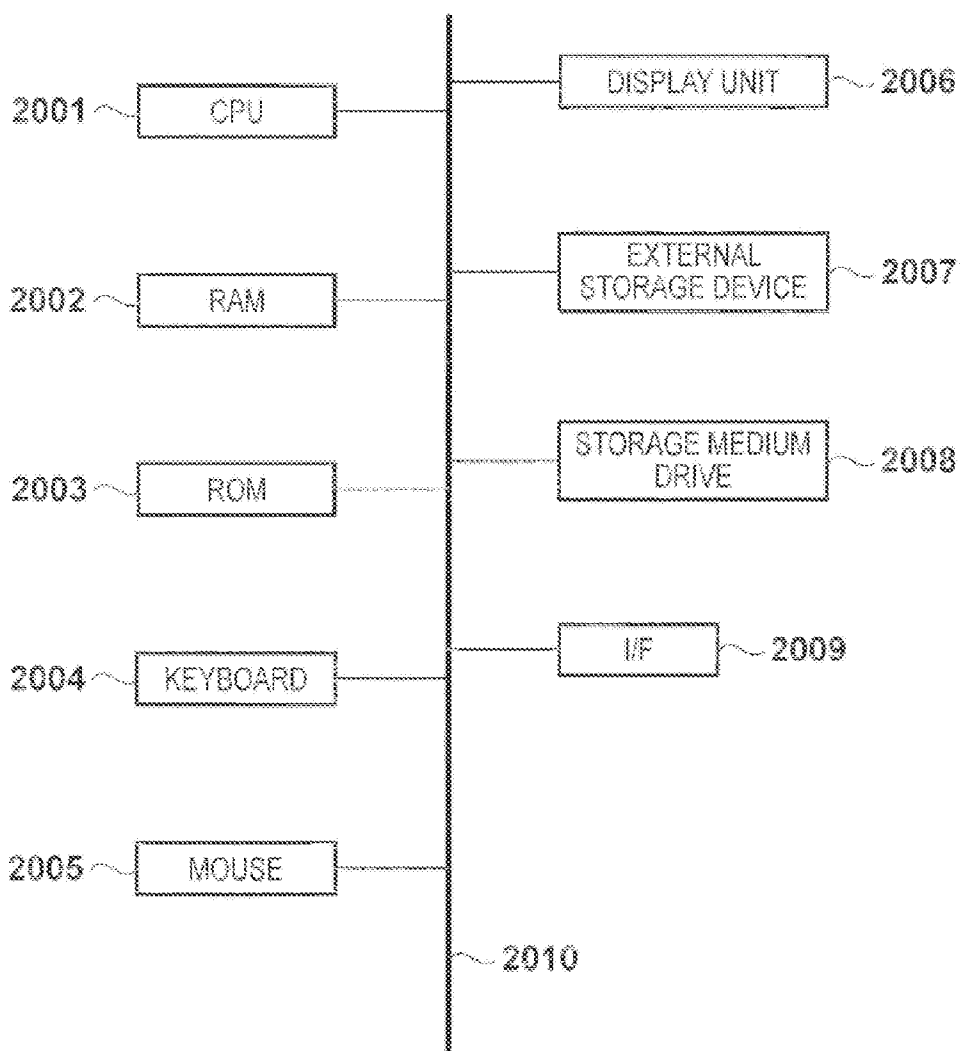 2001 CPU
2002 RAM
2003 ROM
2004 KEYBOARD
2005 MOUSE
DISPLAY UNIT 2006
EXTERNAL
STORAGE DEVICE 2007
STORAGE MEDIUM
DRIVE 2008
I/F 2009
2010